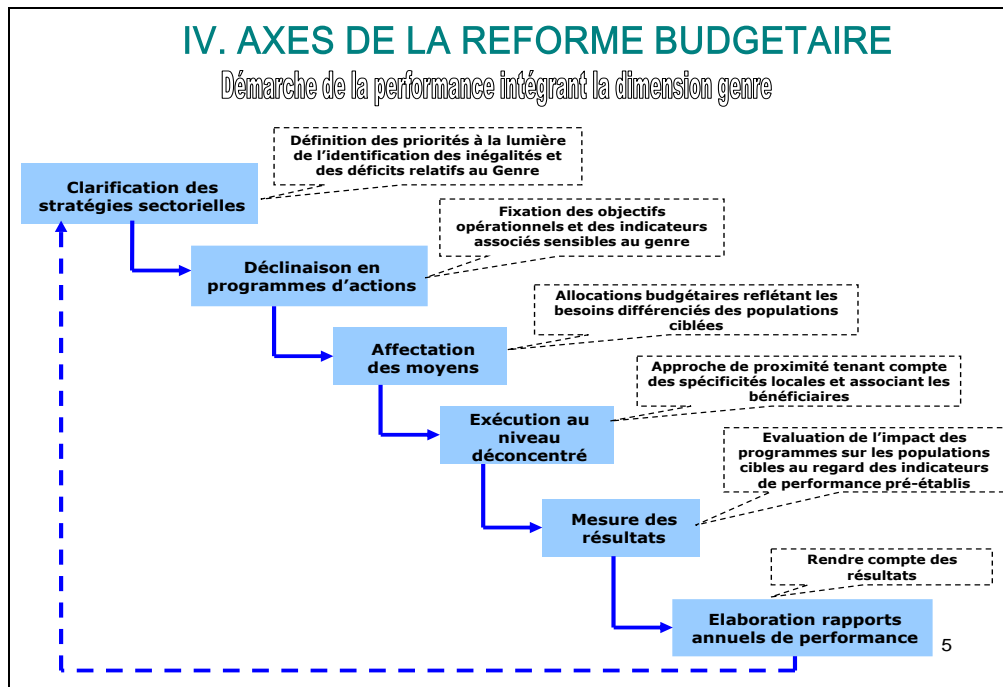 IV. AXES DE LA REFORME BUDGETAIRE
Démarche de la performance intégrant la dimension genre
Définition des priorités à la lumière
de l'identification des inégalités et
des déficits relatifs au Genre
Clarification des
stratégies sectorielles
Fixation des objectifs
opérationnels et des indicateurs
associés sensibles au genre
Déclinaison en
programmes d'actions
Allocations budgétaires reflétant les
besoins différenciés des populations
ciblées
Affectation
des moyens
Approche de proximité tenant compte
des spécificités locales et associant les
bénéficiaires
Exécution au
niveau
déconcentré
Evaluation de l'impact des
programmes sur les populations
cibles au regard des indicateurs
de performance pré-établis
Mesure des
résultats
Rendre compte des
résultats
Elaboration rapports
annuels de performance
5